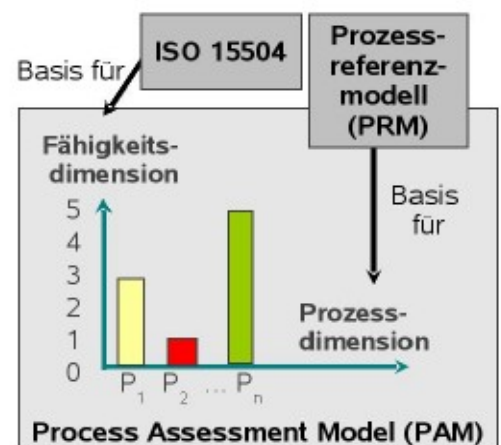 ISO 15504
Prozess-
referenz-
modell
(PRM)
Basis für
Fähigkeits-
dimension
Basis
für
5
4
3
2
1
0
Prozess-
dimension
P1 P2 ... Pn
Process Assessment Model (PAM)